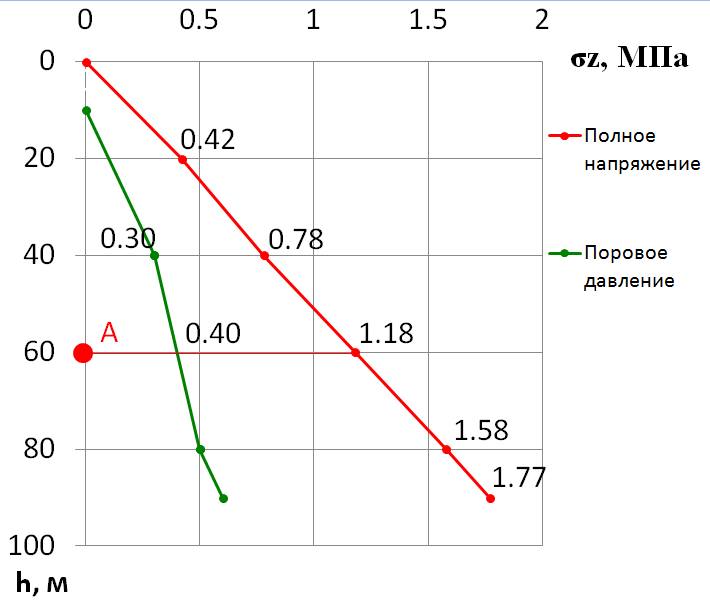 0 0.5 1 1.5 2
σz, МПа
0
0.42
Полное
напряжение
20
0.30
0.78
40
Поровое
давление
A
0.40
1.18
60
1.58
80
1.77
100
h, м